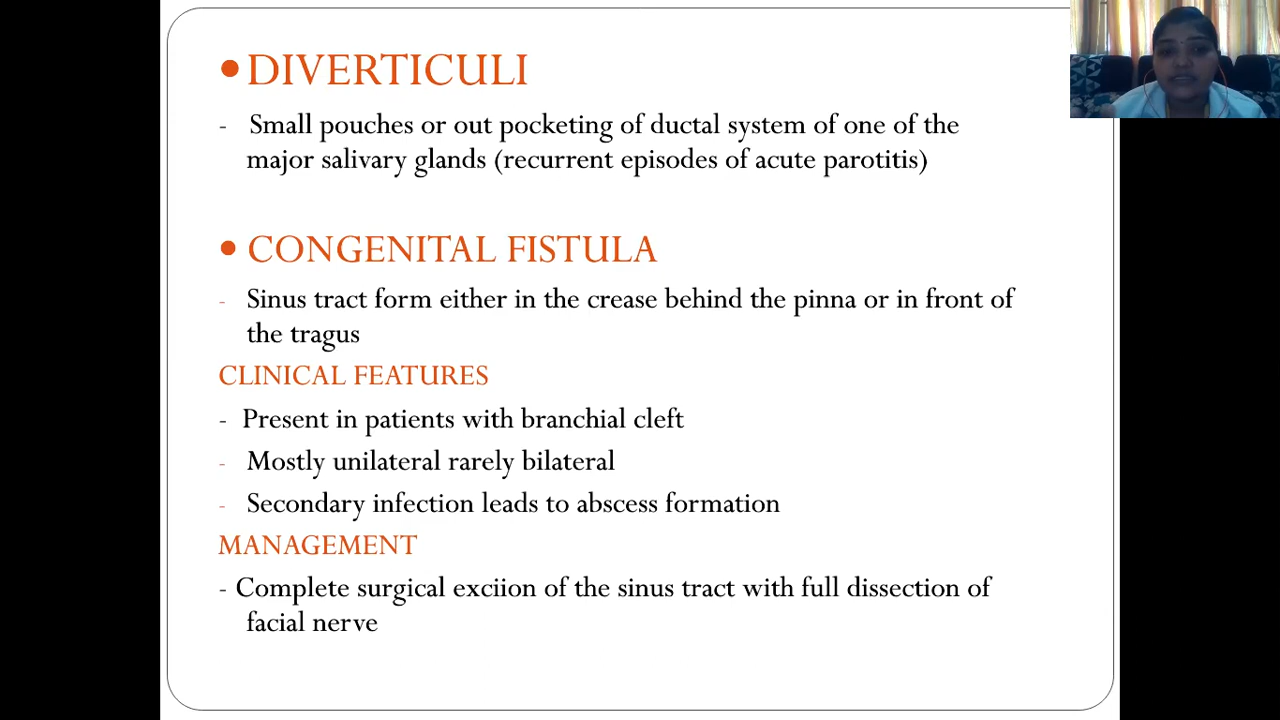 •DIVERTICULI
- Small pouches or out pocketing of ductal system of one of the
major salivary glands (recurrent episodes of acute parotitis)
• CONGENITAL FISTULA
- Sinus tract form either in the crease behind the pinna or in front of
the tragus
CLINICAL FEATURES
- Present in patients with branchial cleft
- Mostly unilateral rarely bilateral
- Secondary infection leads to abscess formation
MANAGEMENT
- Complete surgical exciion of the sinus tract with full dissection of
facial nerve